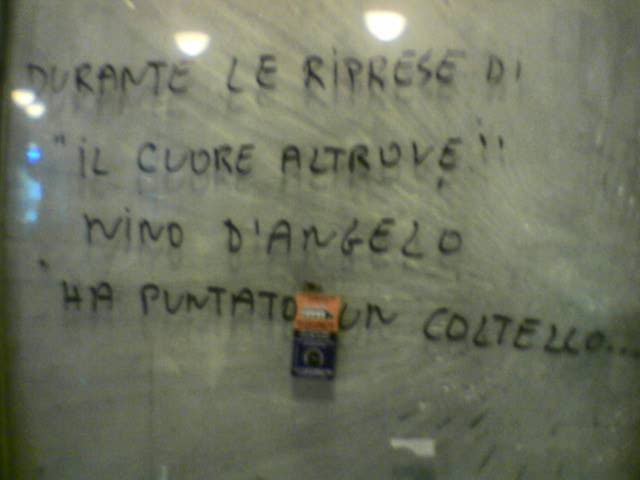 DURANTE LE RIPRESE DI
"IL CUORE ALTROVE"
NINO D'ANGELO
HA PUNTATO UN COLTELLO...